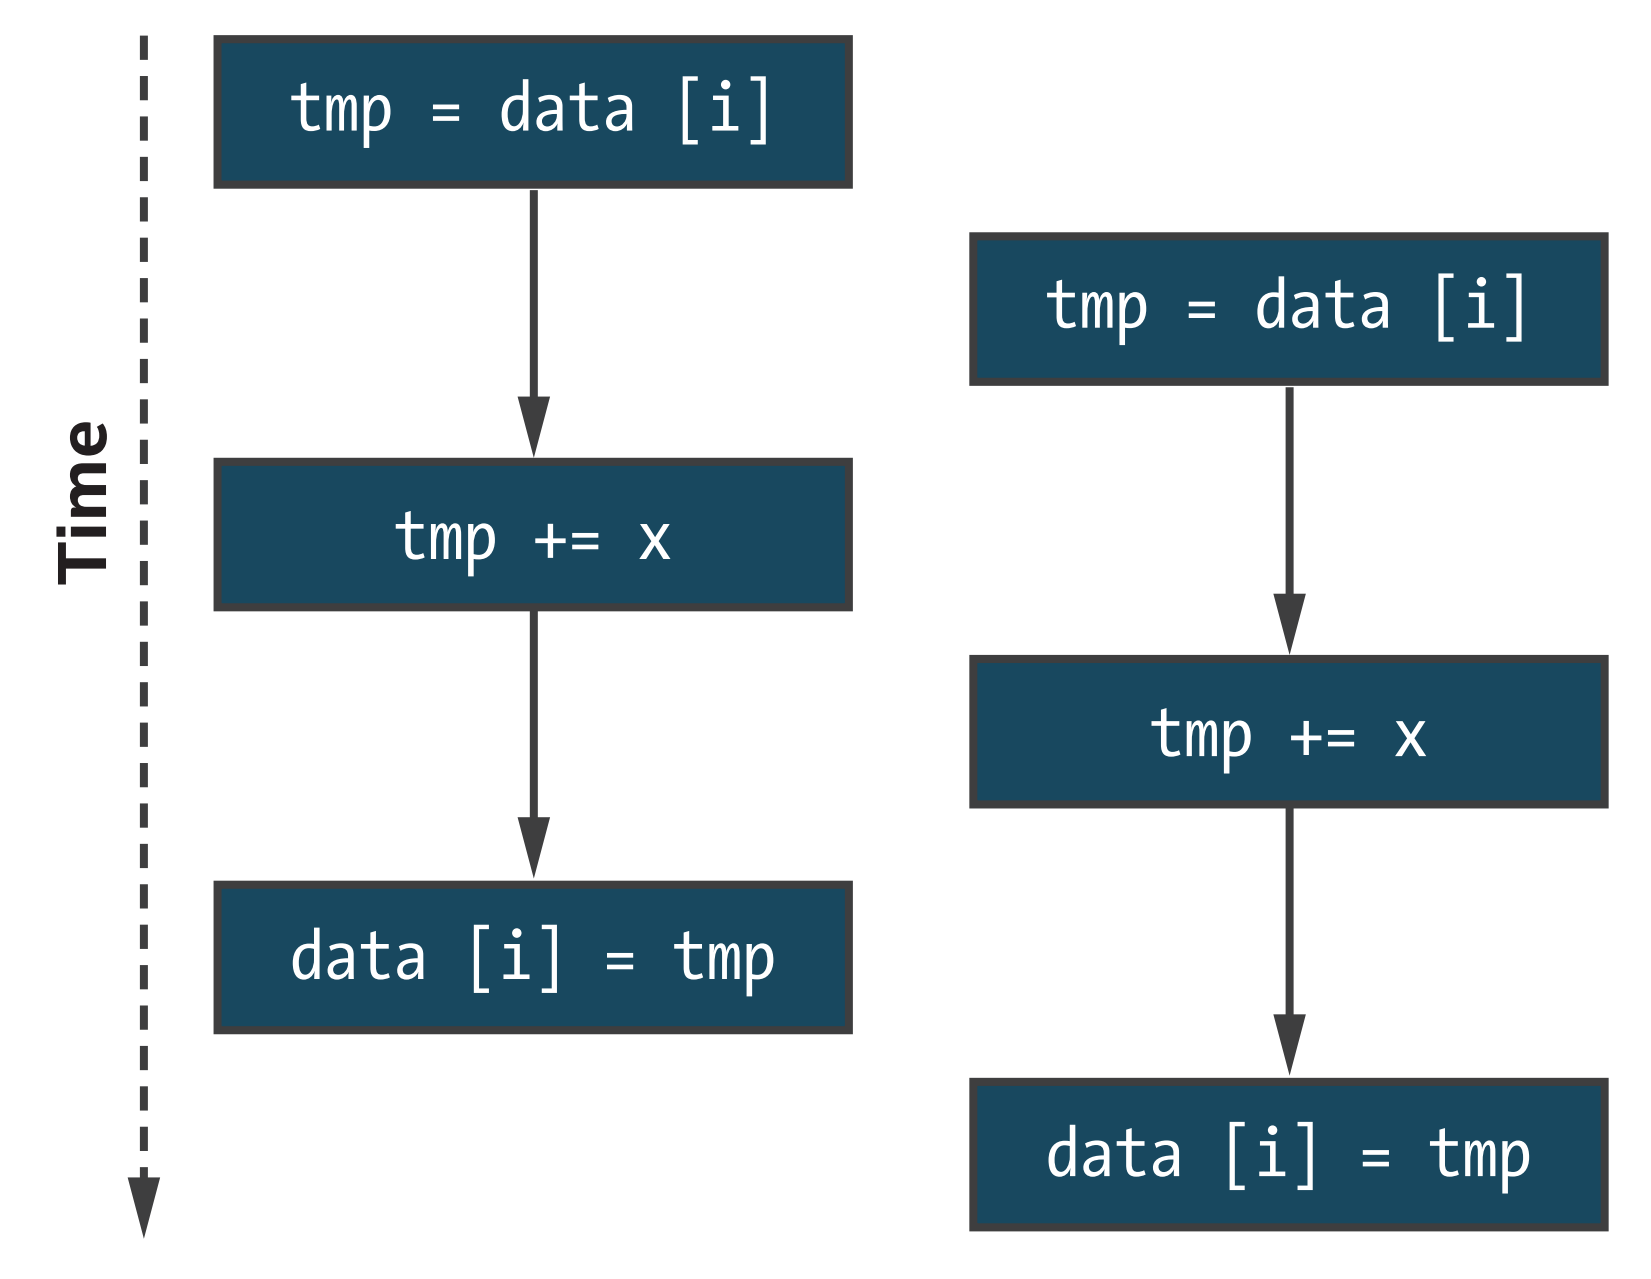 Time
tmp = data [i]
tmp += x
data [i] = tmp
tmp = data [i]
tmp += x
data [i] = tmp